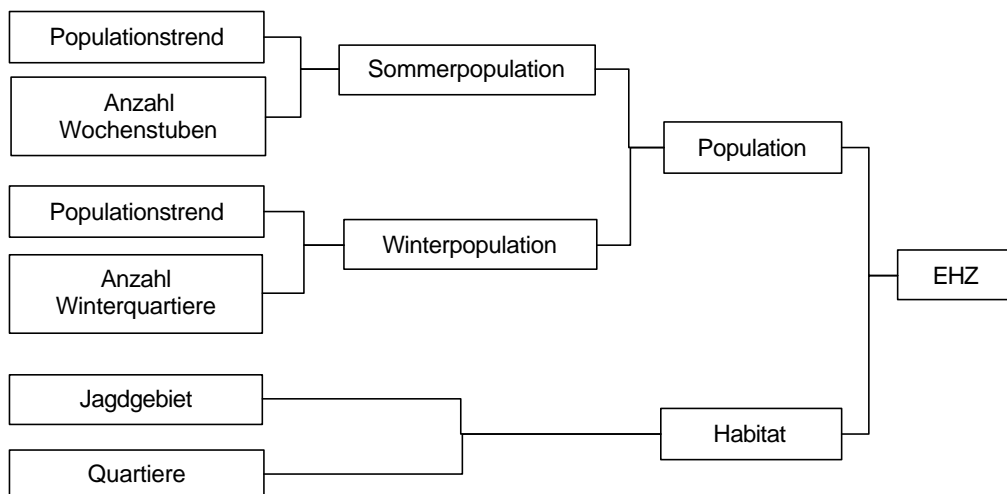 Populationstrend
Sommerpopulation
Anzahl
Wochenstuben
Population
Populationstrend
Winterpopulation
Anzahl
Winterquartiere
EHZ
Jagdgebiet
Habitat
Quartiere